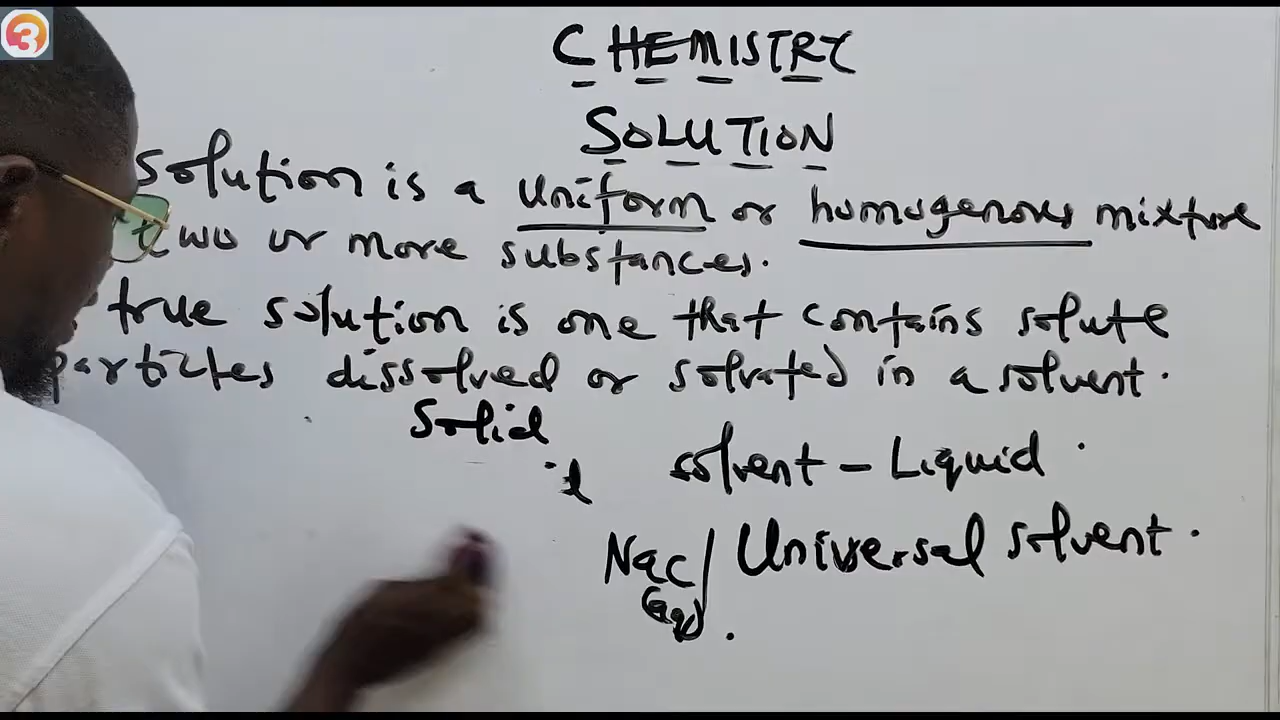 3
CHEMISTRY
SOLUTION
Solution is a uniform or homogenous mixture
two or more substances.
true solution is one that contains solute
particles dissolved or solvated in a solvent.
Solid
solvent - Liquid.
NaCl Universal solvent.
(aq)